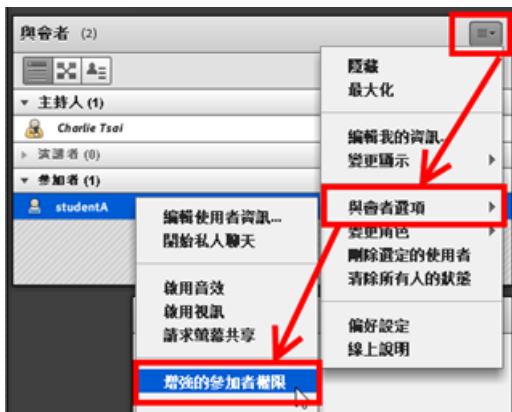 與會者 (2)
主持人 (1)
Charlie Tsai
演講者 (0)
參加者 (1)
studentA
隱藏
最大化
編輯我的資訊...
變更顯示
與會者選項
變更角色
刪除選定的使用者
清除所有人的狀態
偏好設定
線上說明
編輯使用者資訊...
開始私人聊天
啟用音效
啟用視訊
請求螢幕共享
增強的參加者權限